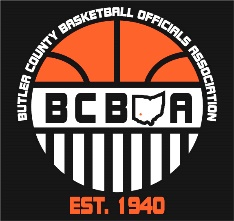 BUTLER COUNTY BASKETBALL OFFICIALS ASSOCIATION
BCBOA
EST. 1940